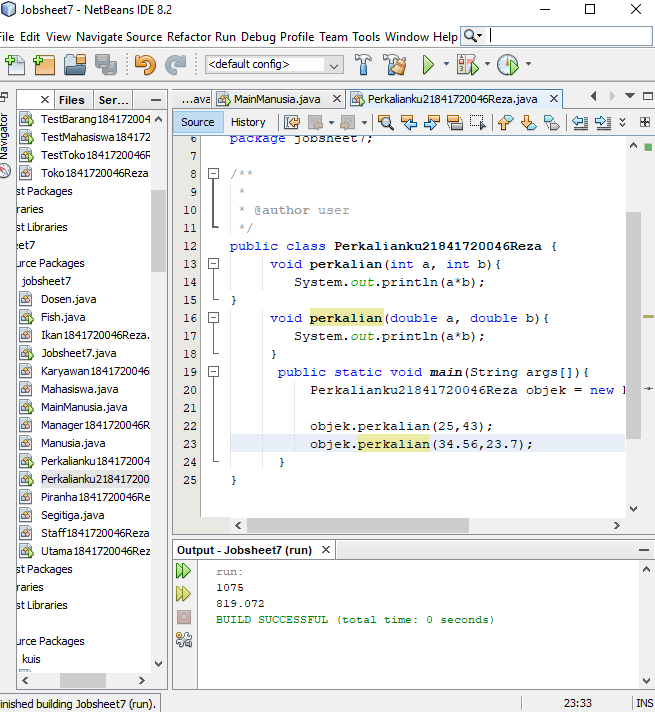 Jobsheet7 - NetBeans IDE 8.2
File Edit View Navigate Source Refactor Run Debug Profile Team Tools Window Help
<default config>
Files Ser...
...ava MainManusia.java Perkalianku21841720046Reza.java
Navigator
Source History
TestBarang184172
TestMahasiswa18417
TestToko1841720046R
Toko1841720046Reza.
st Packages
raries
st Libraries
eet7
urce Packages
jobsheet7
Dosen.java
Fish.java
Ikan1841720046Reza.
Jobsheet7.java
Karyawan1841720046
Mahasiswa.java
MainManusia.java
Manager1841720046R
Manusia.java
Perkalianku184172004
Perkalianku218417200
Piranha1841720046Re
Segitiga.java
Staff1841720046Reza
Utama1841720046Rez
st Packages
raries
st Libraries
urce Packages
kuis
6 package jobsheet7;
7
8 /**
9 *
10 * @author user
11 */
12 public class Perkalianku21841720046Reza {
13 void perkalian(int a, int b){
14 System.out.println(a*b);
15 }
16 void perkalian(double a, double b){
17 System.out.println(a*b);
18 }
19 public static void main(String args[]){
20 Perkalianku21841720046Reza objek = new
21
22 objek.perkalian(25,43);
23 objek.perkalian(34.56,23.7);
24 }
25 }
Output - Jobsheet7 (run)
run:
1075
819.072
BUILD SUCCESSFUL (total time: 0 seconds)
inished building Jobsheet7 (run).
23:33 INS